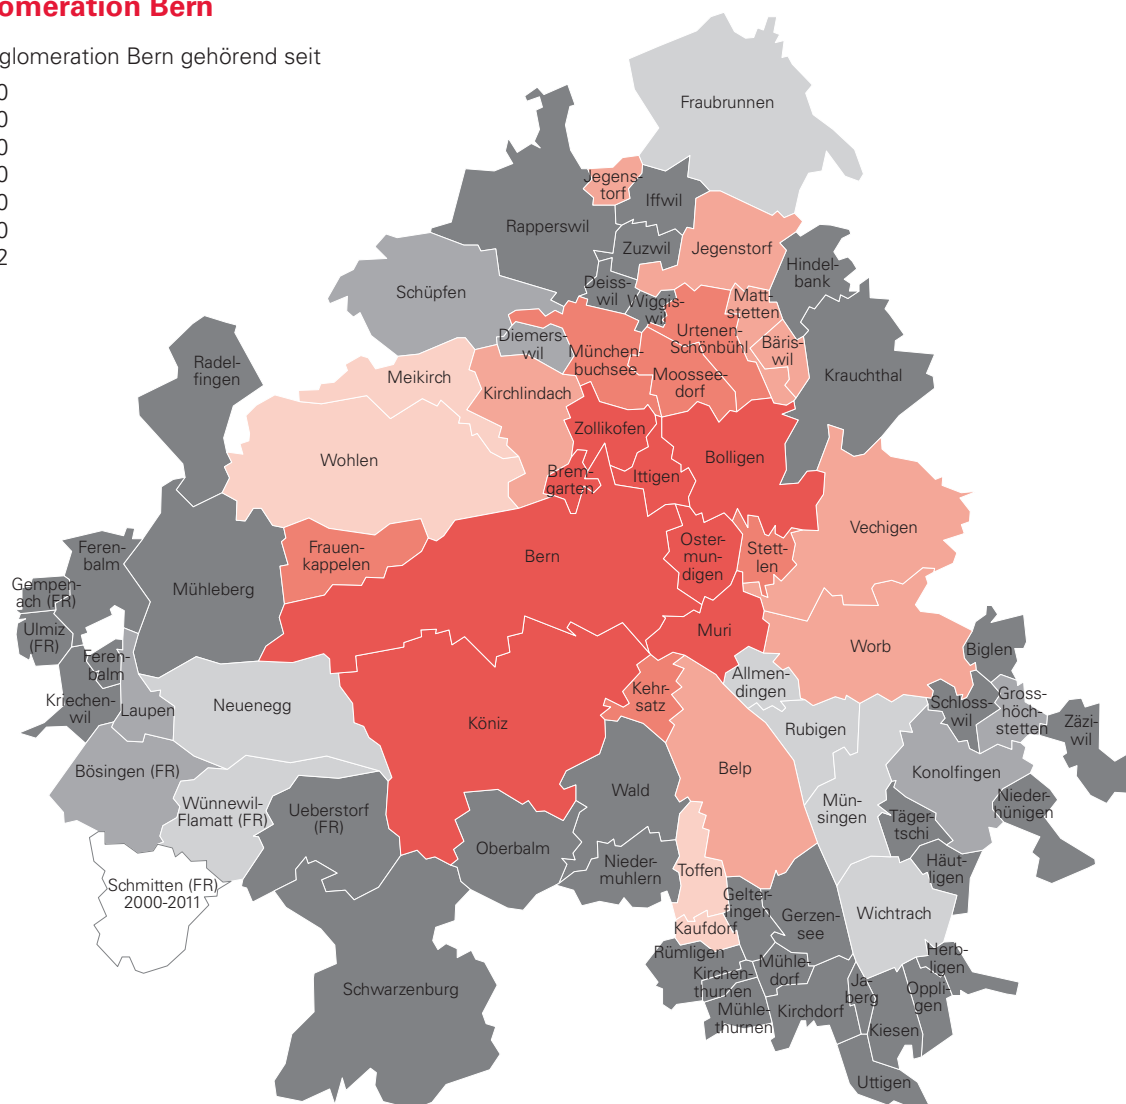 lomeration Bern
glomeration Bern gehörend seit
0
0
0
0
0
0
2
Fraubrunnen
Jegens-
torf
Iffwil
Rapperswil
Zuzwil
Jegenstorf
Hindel-
bank
Schüpfen
Deiss-
wil
Wiggis-
wil
Matt-
stetten
Diemers-
wil
München-
buchsee
Urtenen-
Schönbühl
Bäris-
wil
Radel-
fingen
Meikirch
Kirchlindach
Moossee-
dorf
Krauchthal
Zollikofen
Wohlen
Brem-
garten
Ittigen
Bolligen
Vechigen
Feren-
balm
Frauen-
kappelen
Bern
Oster-
mun-
digen
Stett-
len
Gempen-
ach (FR)
Mühleberg
Ulmiz
(FR)
Muri
Worb
Biglen
Feren-
balm
Kriechen-
wil
Laupen
Neuenegg
Köniz
Kehr-
satz
Allmen-
dingen
Rubigen
Schloss-
wil
Gross-
höch-
stetten
Zäzi-
wil
Bösingen (FR)
Belp
Konolfingen
Wünnewil-
Flamatt (FR)
Ueberstorf
(FR)
Wald
Mün-
singen
Täger-
tschi
Nieder-
hünigen
Oberbalm
Nieder-
muhlern
Toffen
Häut-
ligen
Schmitten (FR)
2000-2011
Gelter-
fingen
Gerzen-
see
Wichtrach
Kaufdorf
Rümligen
Kirchen-
thurnen
Mühle-
dorf
Herb-
ligen
Schwarzenburg
Mühle-
thurnen
Kirchdorf
Ja-
berg
Oppli-
gen
Kiesen
Uttigen